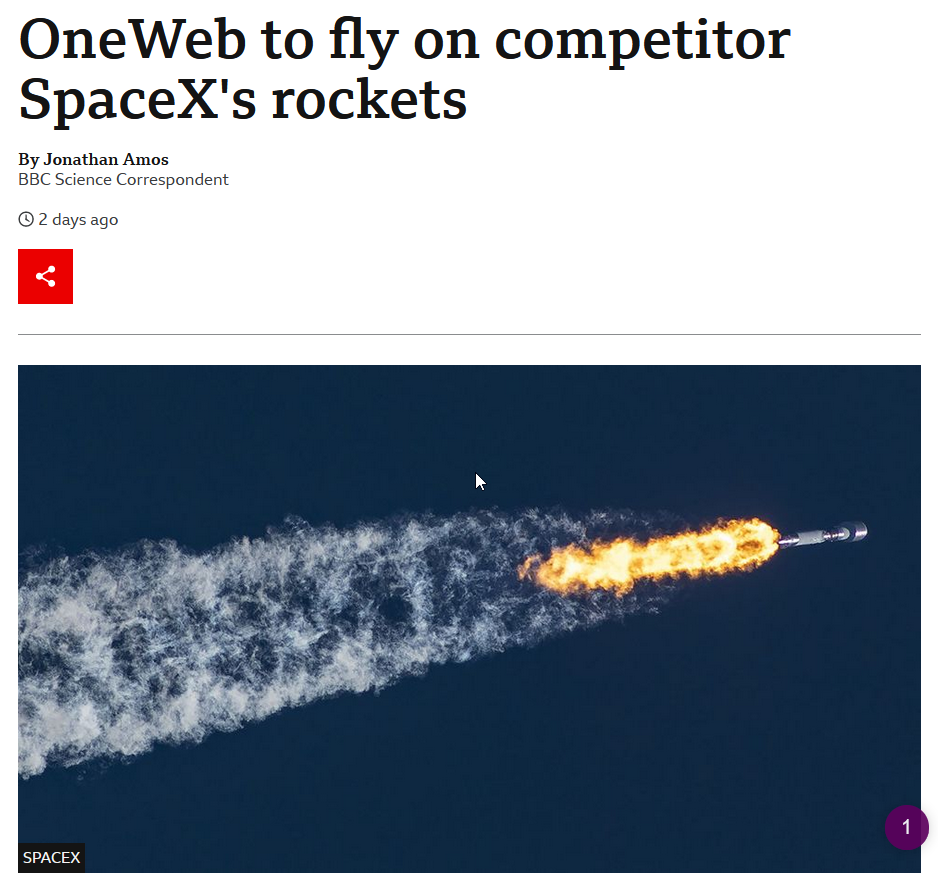 OneWeb to fly on competitor
SpaceX's rockets
By Jonathan Amos
BBC Science Correspondent
2 days ago
1
SPACEX